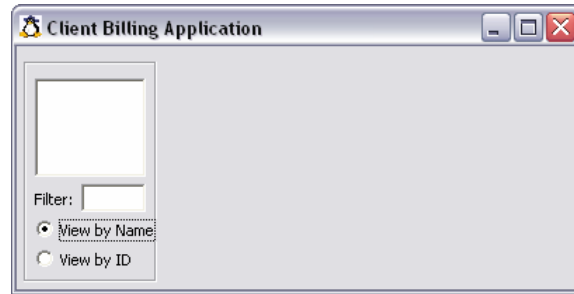 Client Billing Application
Filter:
View by Name
View by ID